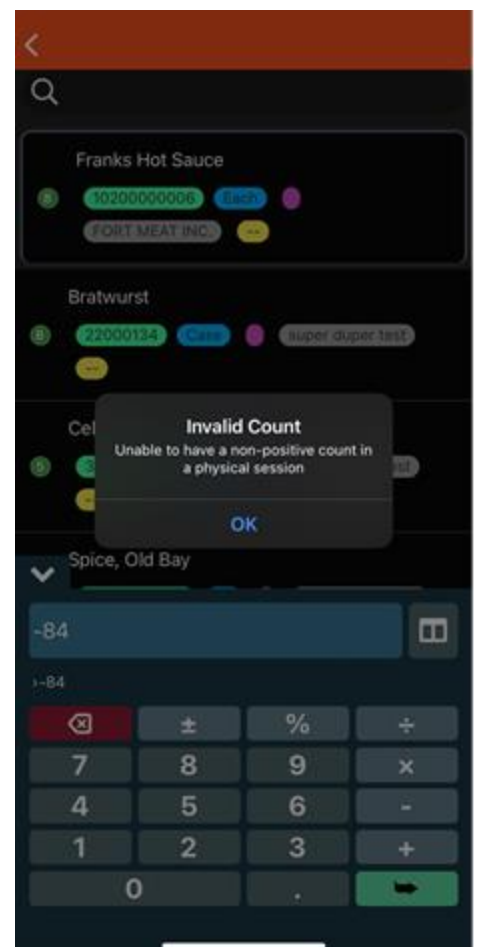 Franks Hot Sauce
10200000006 Each
FORT MEAT INC. --
Bratwurst
22000134 Case super duper test
--
Cel
Invalid Count
Unable to have a non-positive count in
a physical session
OK
Spice, Old Bay
-84
›-84
± % ÷
7 8 9 ×
4 5 6 -
1 2 3 +
0 .